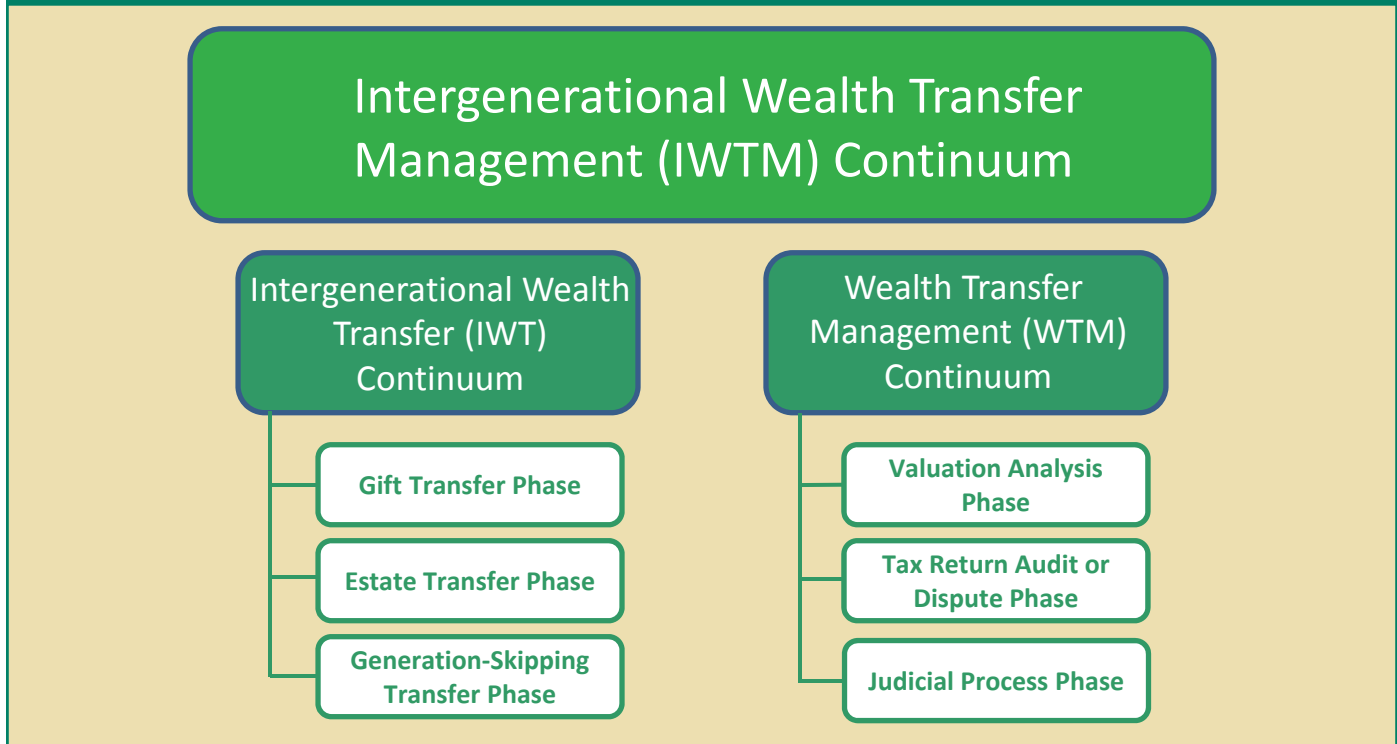 Intergenerational Wealth Transfer
Management (IWTM) Continuum
Intergenerational Wealth
Transfer (IWT)
Continuum
Gift Transfer Phase
Estate Transfer Phase
Generation-Skipping
Transfer Phase
Wealth Transfer
Management (WTM)
Continuum
Valuation Analysis
Phase
Tax Return Audit or
Dispute Phase
Judicial Process Phase